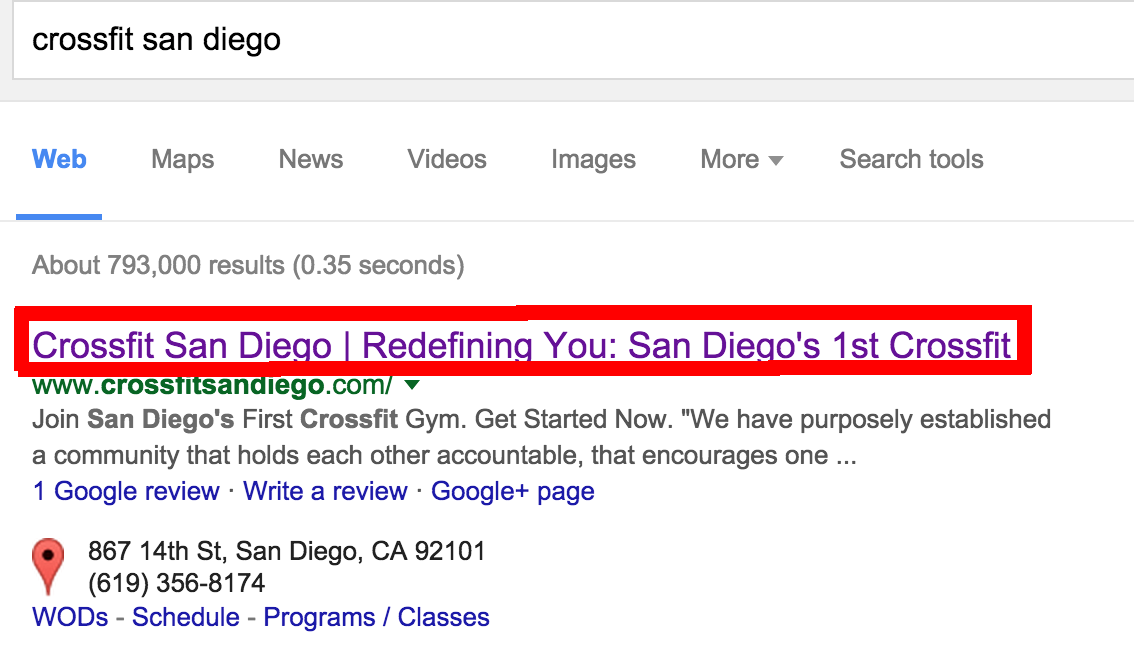 crossfit san diego
Web Maps News Videos Images More Search tools
About 793,000 results (0.35 seconds)
Crossfit San Diego | Redefining You: San Diego's 1st Crossfit
www.crossfitsandiego.com/
Join San Diego's First Crossfit Gym. Get Started Now. "We have purposely established
a community that holds each other accountable, that encourages one ...
1 Google review · Write a review · Google+ page
867 14th St, San Diego, CA 92101
(619) 356-8174
WODs - Schedule - Programs / Classes